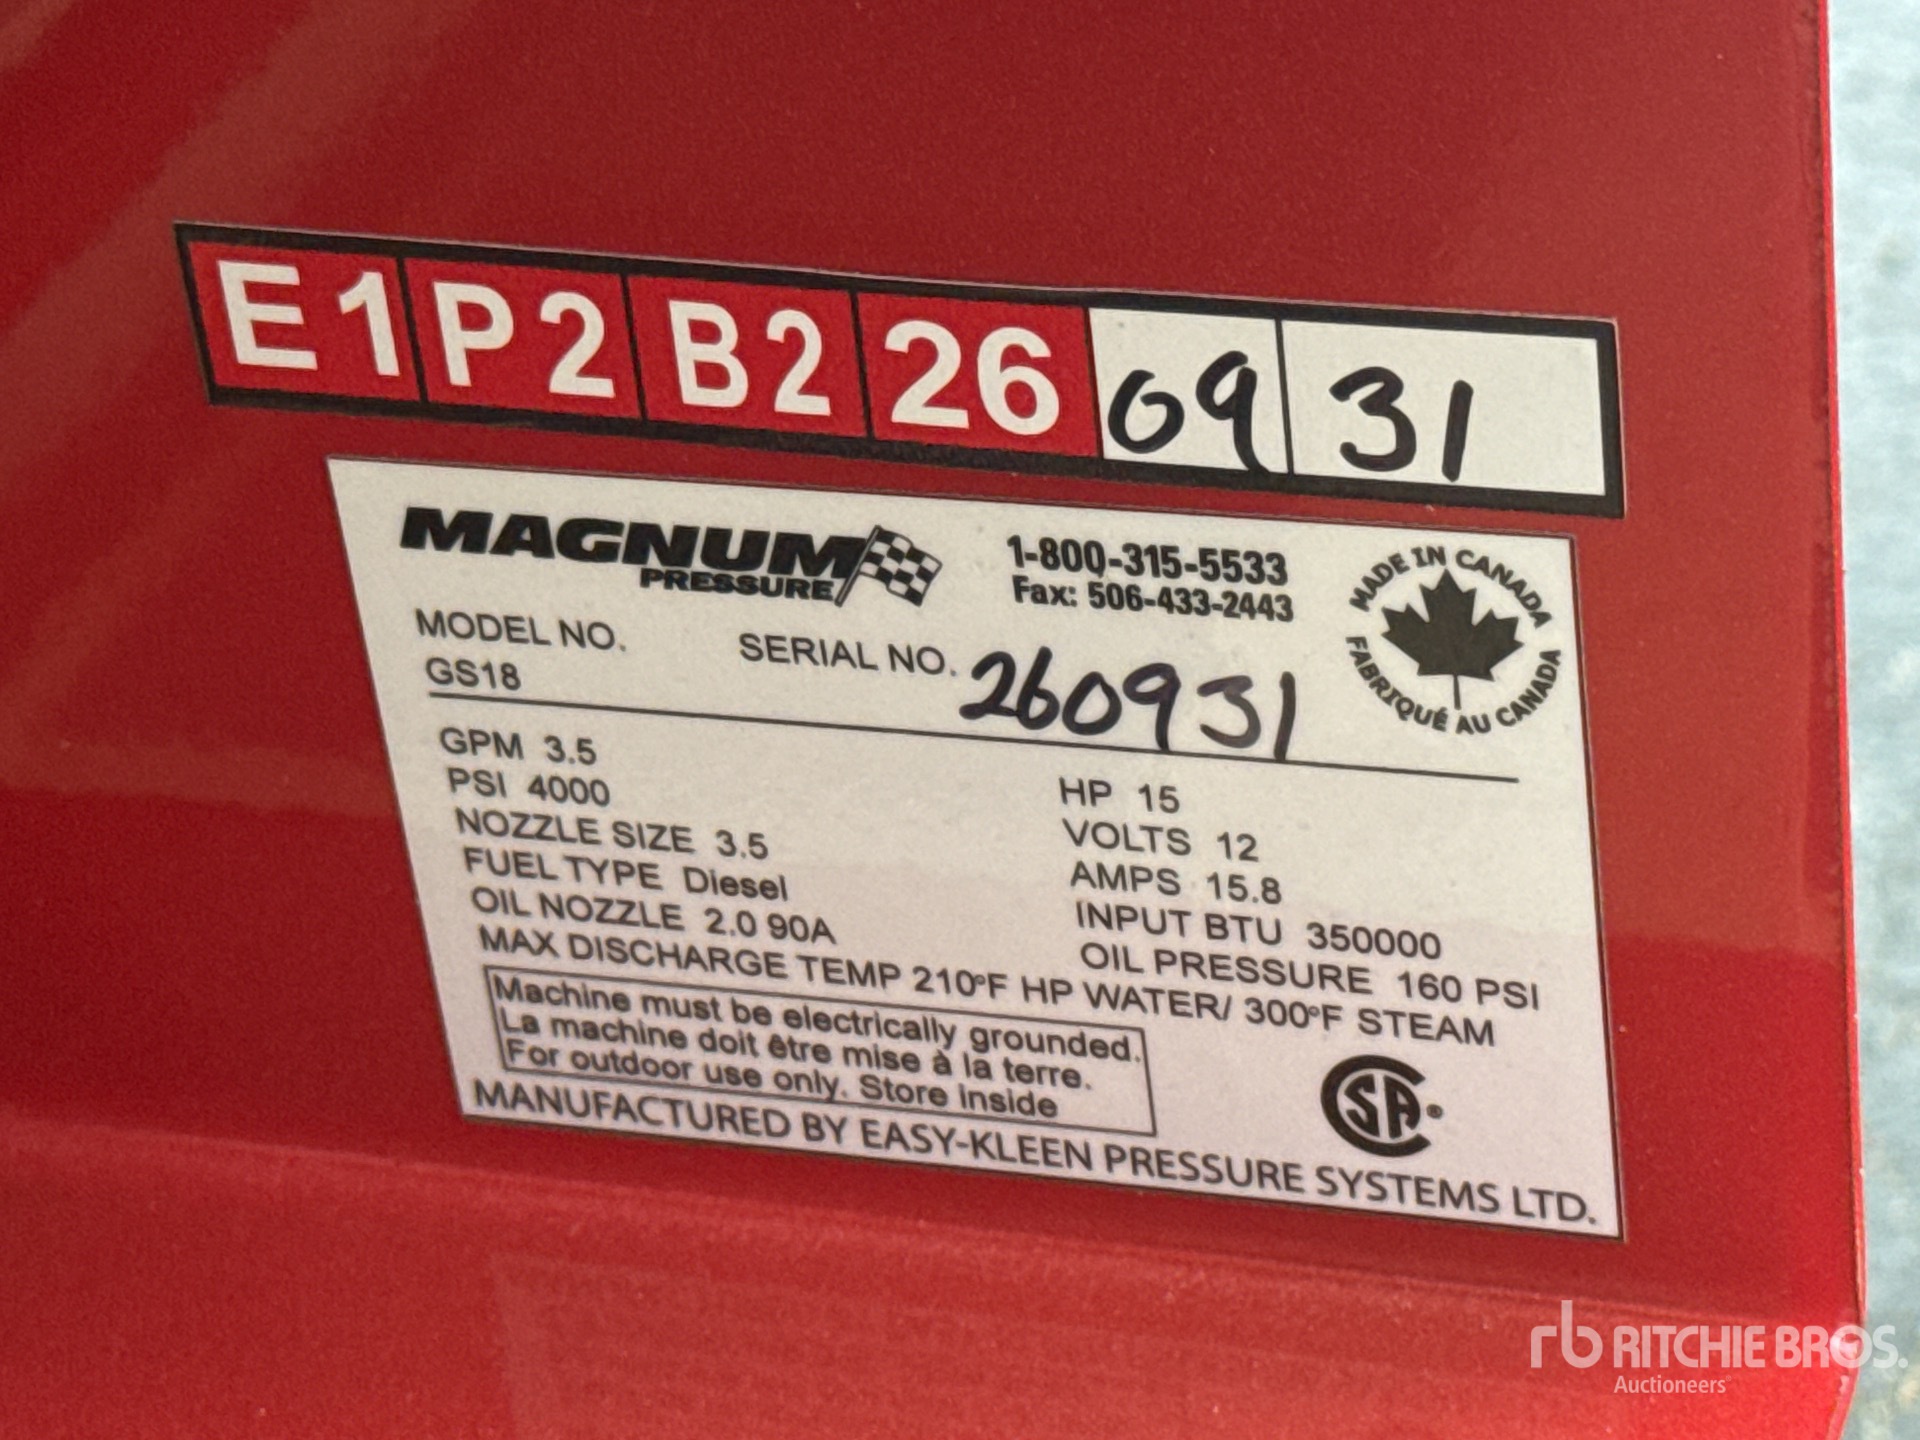 E1 P2 B2 26 09 31
MAGNUM
PRESSURE
1-800-315-5533
Fax: 506-433-2443
MADE IN CANADA
FABRIQUÉ AU CANADA
MODEL NO.
GS18
SERIAL NO. 260931
GPM 3.5
PSI 4000
NOZZLE SIZE 3.5
FUEL TYPE Diesel
OIL NOZZLE 2.0 90A
HP 15
VOLTS 12
AMPS 15.8
INPUT BTU 350000
OIL PRESSURE 160 PSI
MAX DISCHARGE TEMP 210°F HP WATER/ 300°F STEAM
Machine must be electrically grounded.
La machine doit être mise à la terre.
For outdoor use only. Store inside
CSA®
MANUFACTURED BY EASY-KLEEN PRESSURE SYSTEMS LTD.
rb RITCHIE BROS.
Auctioneers